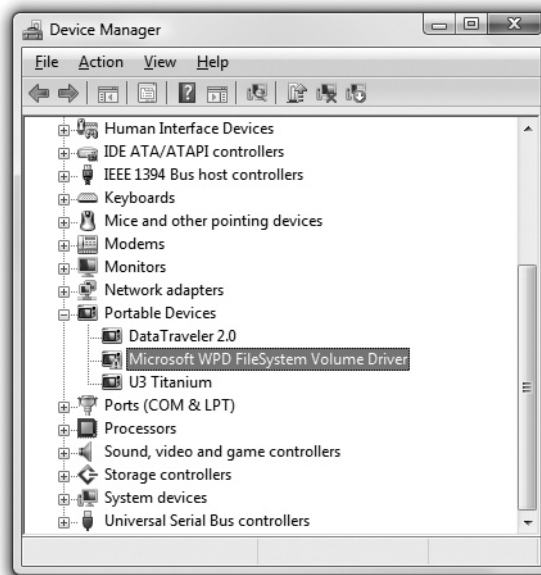 Device Manager
File Action View Help
Human Interface Devices
IDE ATA/ATAPI controllers
IEEE 1394 Bus host controllers
Keyboards
Mice and other pointing devices
Modems
Monitors
Network adapters
Portable Devices
DataTraveler 2.0
Microsoft WPD FileSystem Volume Driver
U3 Titanium
Ports (COM & LPT)
Processors
Sound, video and game controllers
Storage controllers
System devices
Universal Serial Bus controllers